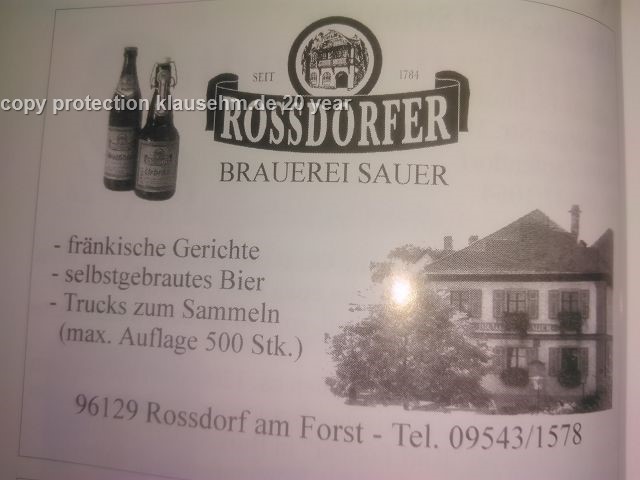 SEIT 1784
copy protection klausehm.de 20 year
ROSSDORFER
BRAUEREI SAUER
- fränkische Gerichte
- selbstgebrautes Bier
- Trucks zum Sammeln
(max. Auflage 500 Stk.)
96129 Rossdorf am Forst - Tel. 09543/1578